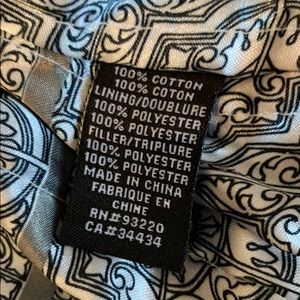 100% COTTON
100% COTON
LINING/DOUBLURE
100% POLYESTER
100% POLYESTER
FILLER/TRIPLURE
100% POLYESTER
100% POLYESTER
MADE IN CHINA
FABRIQUE EN
CHINE
RN#93220
CA#34434